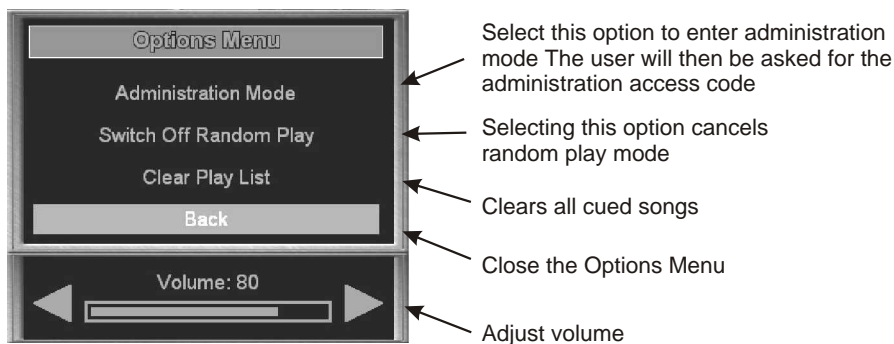 Options Menu
Administration Mode
Switch Off Random Play
Clear Play List
Back
Volume: 80
Select this option to enter administration
mode The user will then be asked for the
administration access code
Selecting this option cancels
random play mode
Clears all cued songs
Close the Options Menu
Adjust volume